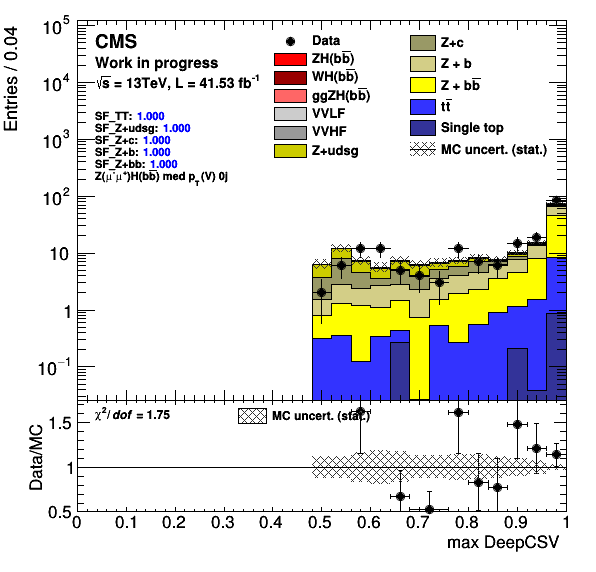 Entries / 0.04
10^5
10^4
10^3
10^2
10
1
10^-1
CMS
Work in progress
√s = 13TeV, L = 41.53 fb^-1
SF_TT: 1.000
SF_Z+udsg: 1.000
SF_Z+c: 1.000
SF_Z+b: 1.000
SF_Z+bb: 1.000
Z(μ^-μ^+)H(bb̅) med p_T(V) 0j
Data
ZH(bb̅)
WH(bb̅)
ggZH(bb̅)
VVLF
VVHF
Z+udsg
Z+c
Z + b
Z + bb̅
tt̅
Single top
MC uncert. (stat.)
Data/MC
1.5
1
0.5
χ²/dof = 1.75
MC uncert. (stat.)
0 0.1 0.2 0.3 0.4 0.5 0.6 0.7 0.8 0.9 1
max DeepCSV